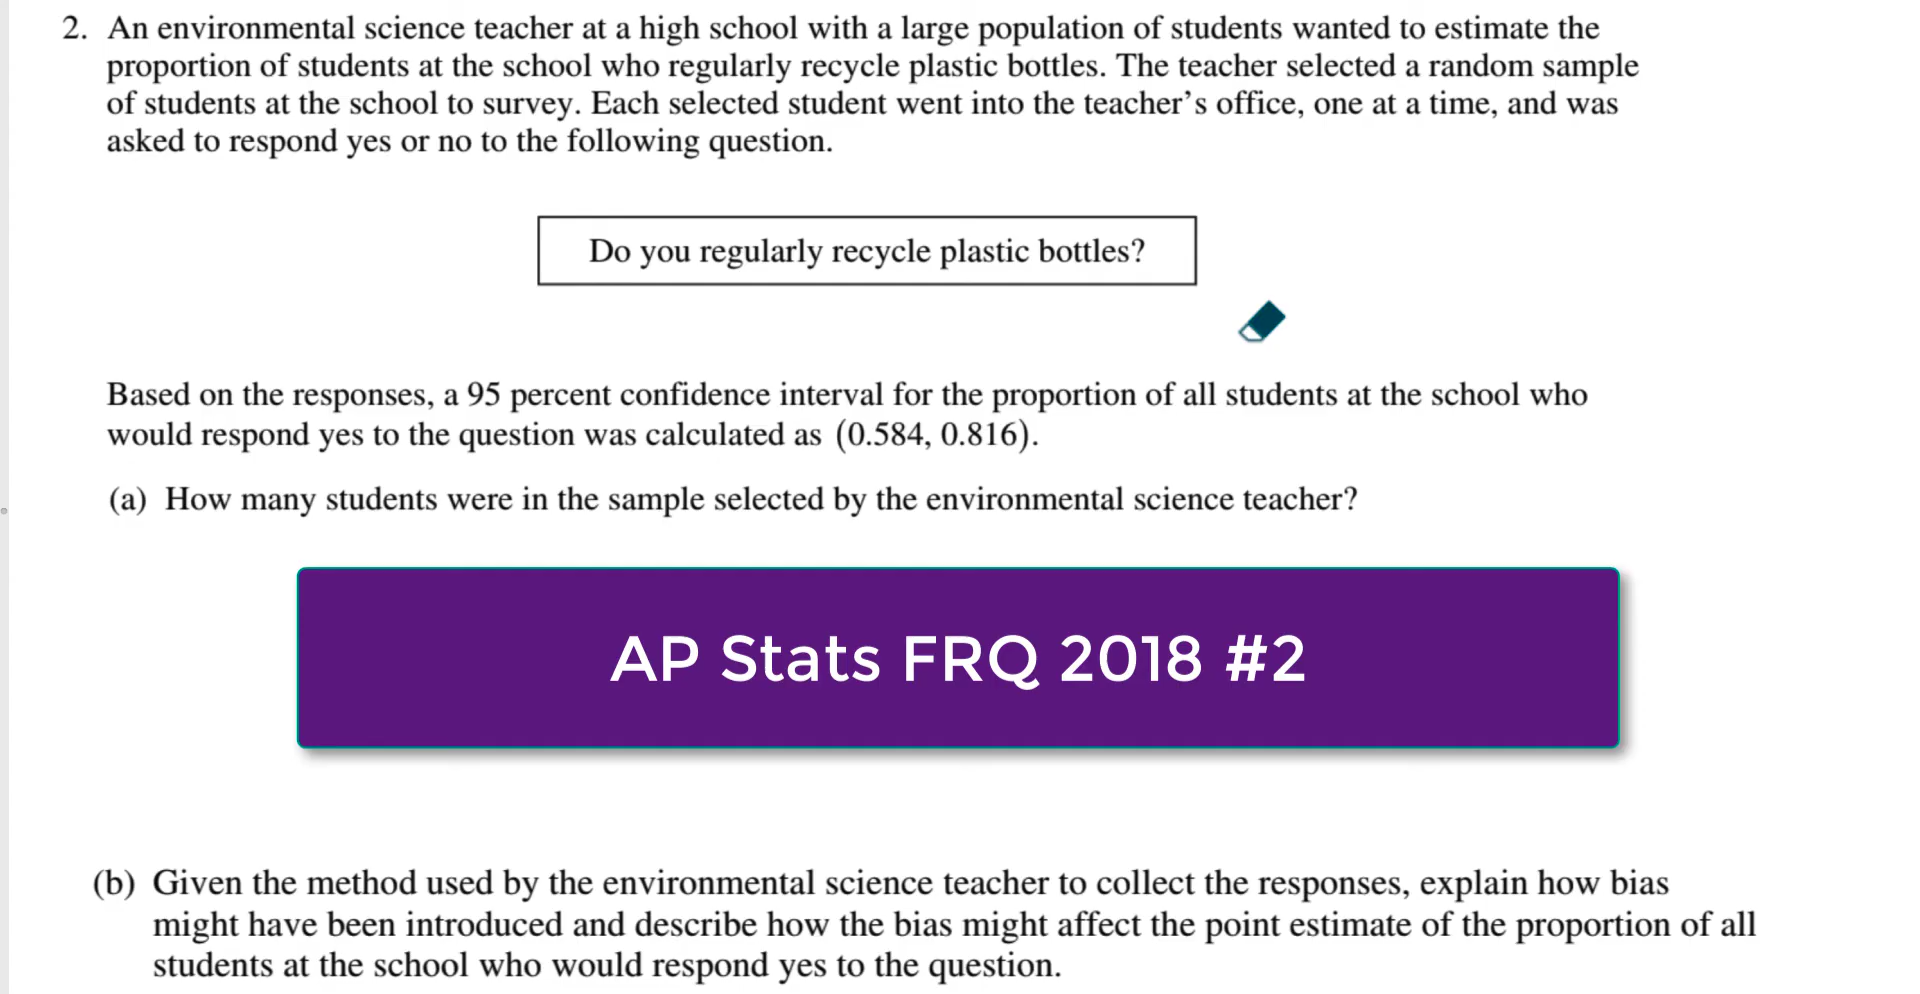 2. An environmental science teacher at a high school with a large population of students wanted to estimate the
proportion of students at the school who regularly recycle plastic bottles. The teacher selected a random sample
of students at the school to survey. Each selected student went into the teacher’s office, one at a time, and was
asked to respond yes or no to the following question.
Do you regularly recycle plastic bottles?
Based on the responses, a 95 percent confidence interval for the proportion of all students at the school who
would respond yes to the question was calculated as (0.584, 0.816).
(a) How many students were in the sample selected by the environmental science teacher?
AP Stats FRQ 2018 #2
(b) Given the method used by the environmental science teacher to collect the responses, explain how bias
might have been introduced and describe how the bias might affect the point estimate of the proportion of all
students at the school who would respond yes to the question.